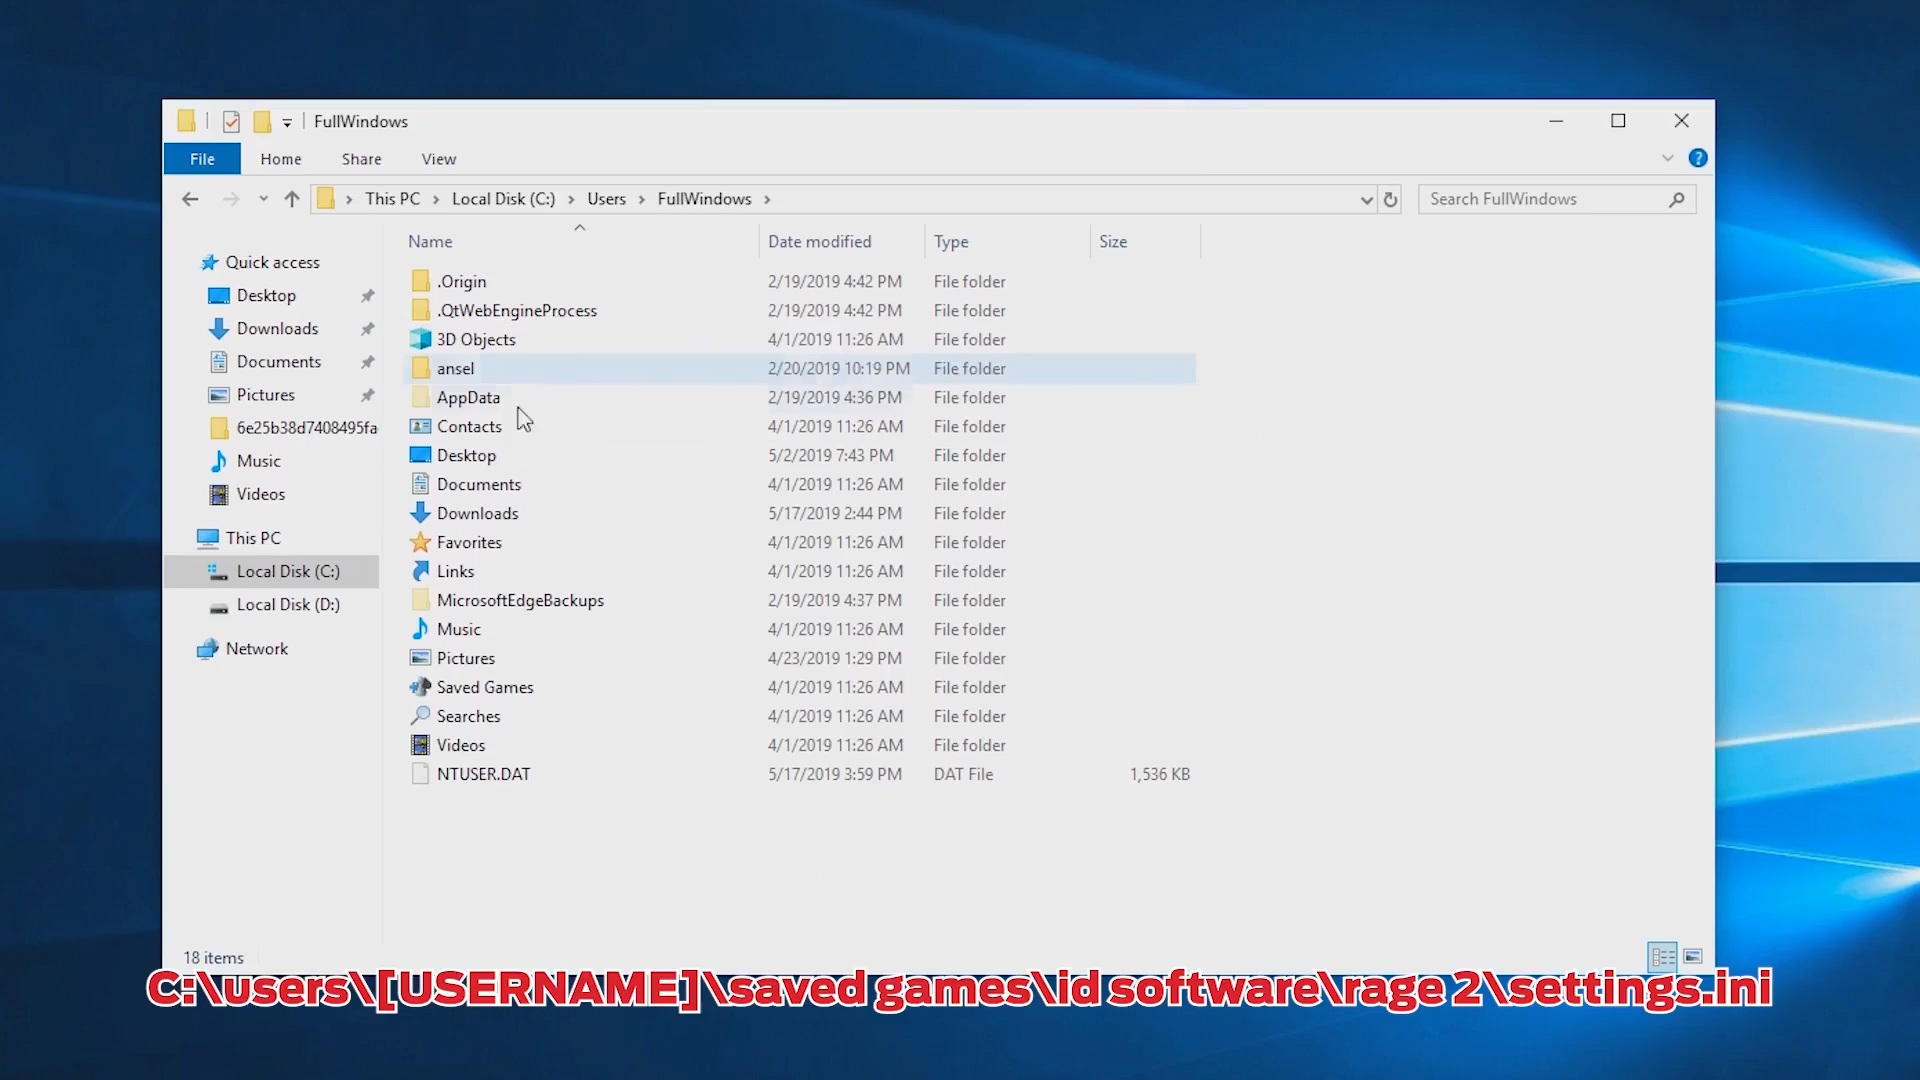 FullWindows
File Home Share View
This PC Local Disk (C:) Users FullWindows
Search FullWindows
Name Date modified Type Size
Quick access
Desktop
Downloads
Documents
Pictures
6e25b38d7408495fa
Music
Videos
This PC
Local Disk (C:)
Local Disk (D:)
Network
.Origin 2/19/2019 4:42 PM File folder
.QtWebEngineProcess 2/19/2019 4:42 PM File folder
3D Objects 4/1/2019 11:26 AM File folder
ansel 2/20/2019 10:19 PM File folder
AppData 2/19/2019 4:36 PM File folder
Contacts 4/1/2019 11:26 AM File folder
Desktop 5/2/2019 7:43 PM File folder
Documents 4/1/2019 11:26 AM File folder
Downloads 5/17/2019 2:44 PM File folder
Favorites 4/1/2019 11:26 AM File folder
Links 4/1/2019 11:26 AM File folder
MicrosoftEdgeBackups 2/19/2019 4:37 PM File folder
Music 4/1/2019 11:26 AM File folder
Pictures 4/23/2019 1:29 PM File folder
Saved Games 4/1/2019 11:26 AM File folder
Searches 4/1/2019 11:26 AM File folder
Videos 4/1/2019 11:26 AM File folder
NTUSER.DAT 5/17/2019 3:59 PM DAT File 1,536 KB
18 items
C:\users\[USERNAME]\saved games\id software\rage 2\settings.ini